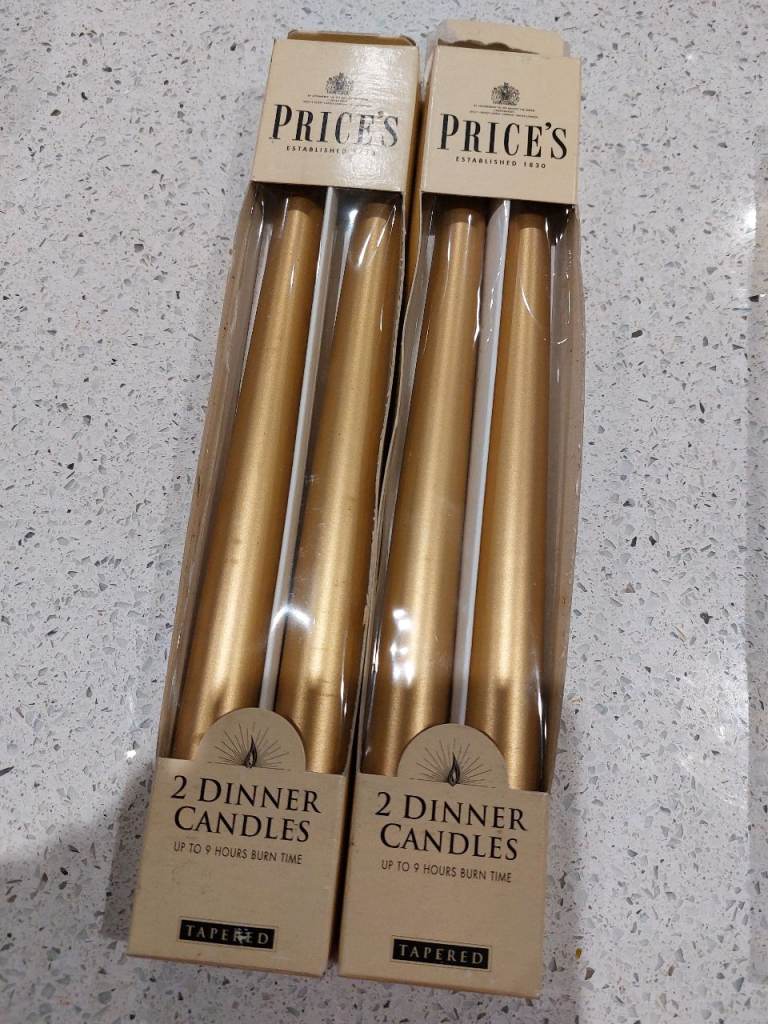 PRICE'S
ESTABLISHED
2 DINNER
CANDLES
UP TO 9 HOURS BURN TIME
TAPERED
PRICE'S
ESTABLISHED 1830
2 DINNER
CANDLES
UP TO 9 HOURS BURN TIME
TAPERED